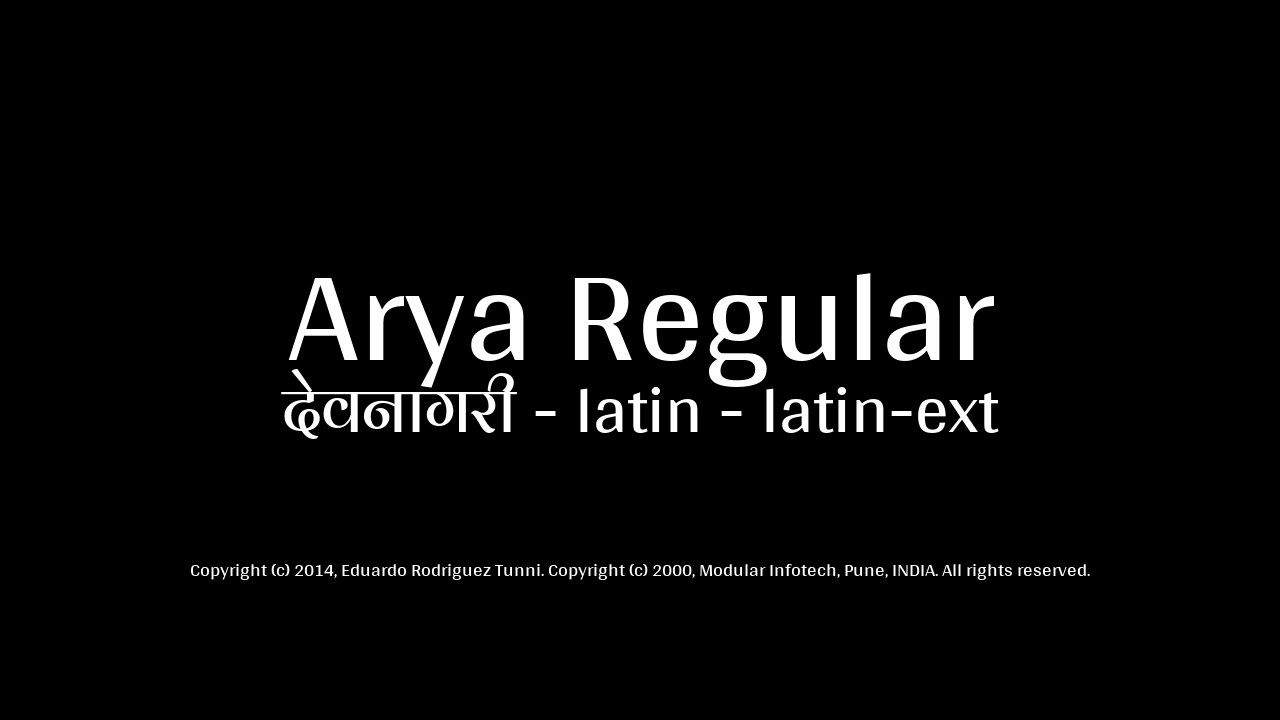 Arya Regular
देवनागरी - latin - latin-ext
Copyright (c) 2014, Eduardo Rodriguez Tunni. Copyright (c) 2000, Modular Infotech, Pune, INDIA. All rights reserved.